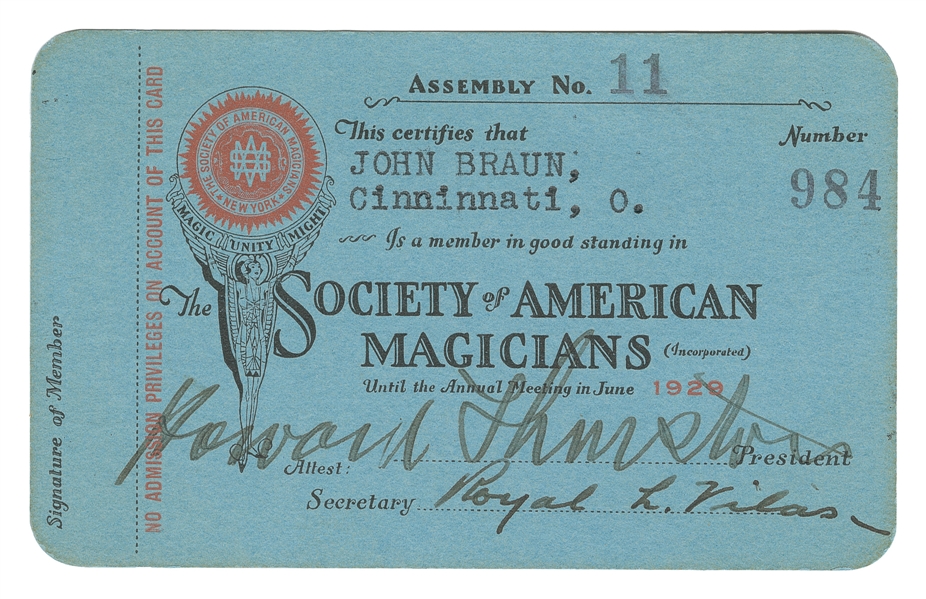 ASSEMBLY NO. 11
This certifies that
Number
JOHN BRAUN,
984
Cinninnati, O.
Is a member in good standing in
The SOCIETY of AMERICAN
MAGICIANS (Incorporated)
Until the Annual Meeting in June 1929
Howard Thurston President
Attest:
Secretary Royal L. Vilas
THE SOCIETY OF AMERICAN MAGICIANS
NEW YORK
SAM
MAGIC UNITY MIGHT
NO ADMISSION PRIVILEGES ON ACCOUNT OF THIS CARD
Signature of Member